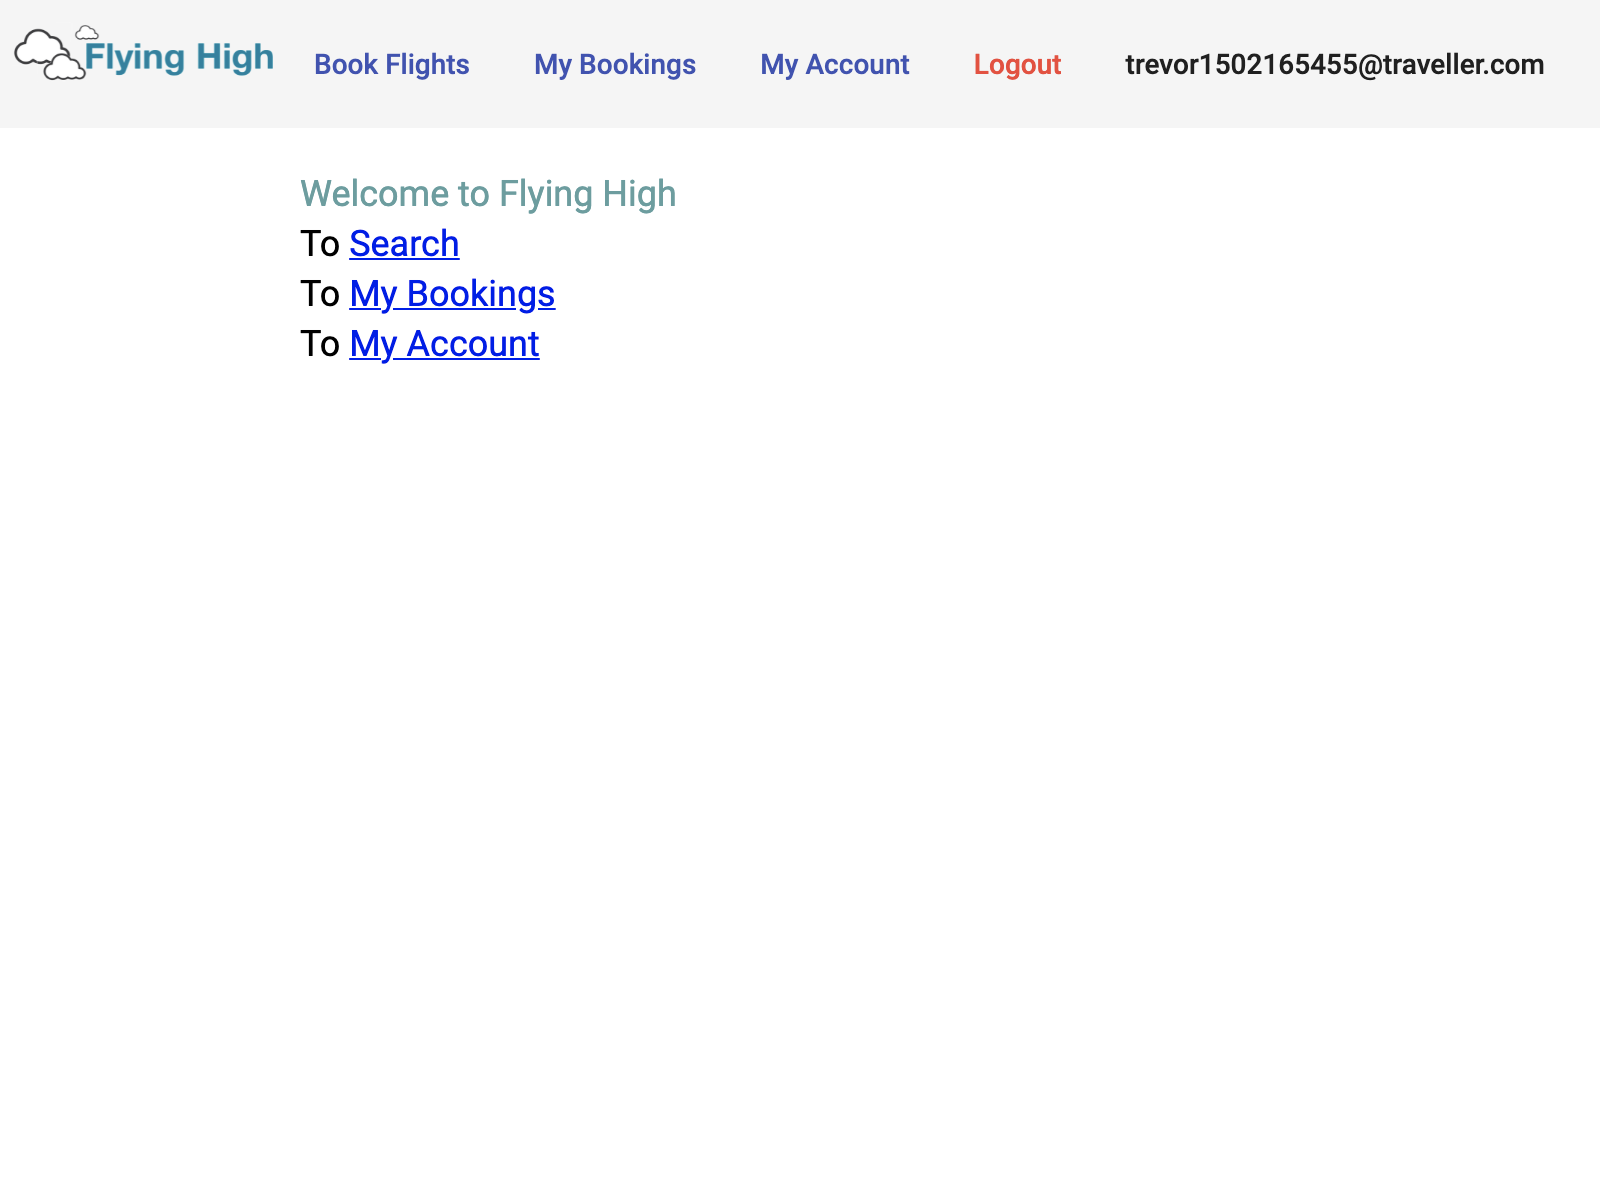 Flying High
Book Flights
My Bookings
My Account
Logout
trevor1502165455@traveller.com
Welcome to Flying High
To Search
To My Bookings
To My Account